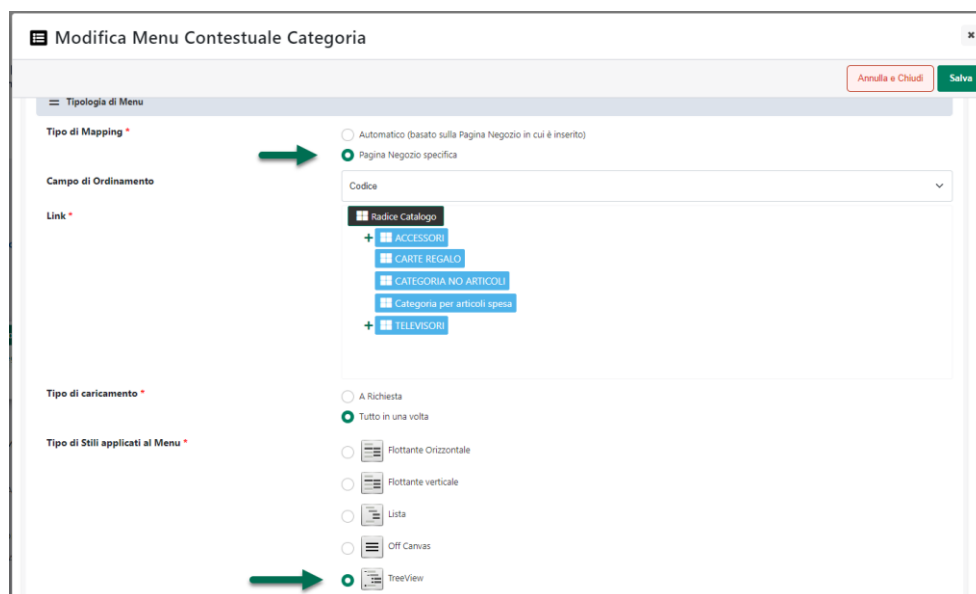 Modifica Menu Contestuale Categoria
Annulla e Chiudi
Salva
Tipologia di Menu
Tipo di Mapping *
Automatico (basato sulla Pagina Negozio in cui è inserito)
Pagina Negozio specifica
Campo di Ordinamento
Codice
Link *
Radice Catalogo
ACCESSORI
CARTE REGALO
CATEGORIA NO ARTICOLI
Categoria per articoli spesa
TELEVISORI
Tipo di caricamento *
A Richiesta
Tutto in una volta
Tipo di Stili applicati al Menu *
Flottante Orizzontale
Flottante verticale
Lista
Off Canvas
TreeView